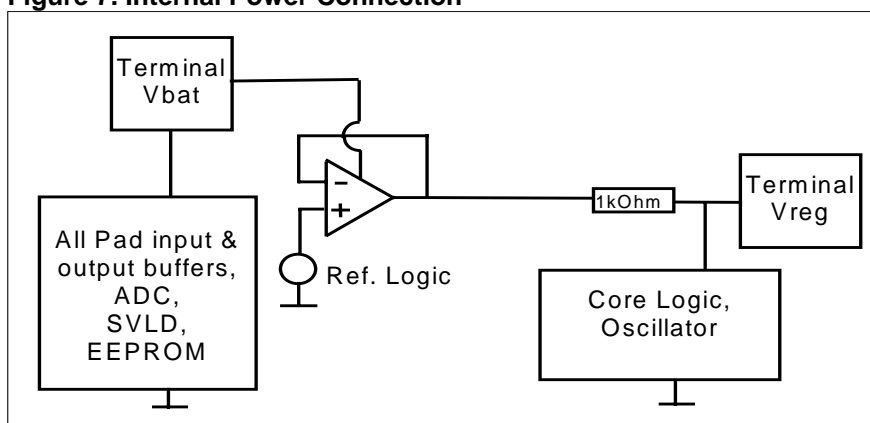 Figure 7. Internal Power Connection
Terminal
Vbat
All Pad input &
output buffers,
ADC,
SVLD,
EEPROM
-
+
Ref. Logic
1kOhm
Terminal
Vreg
Core Logic,
Oscillator